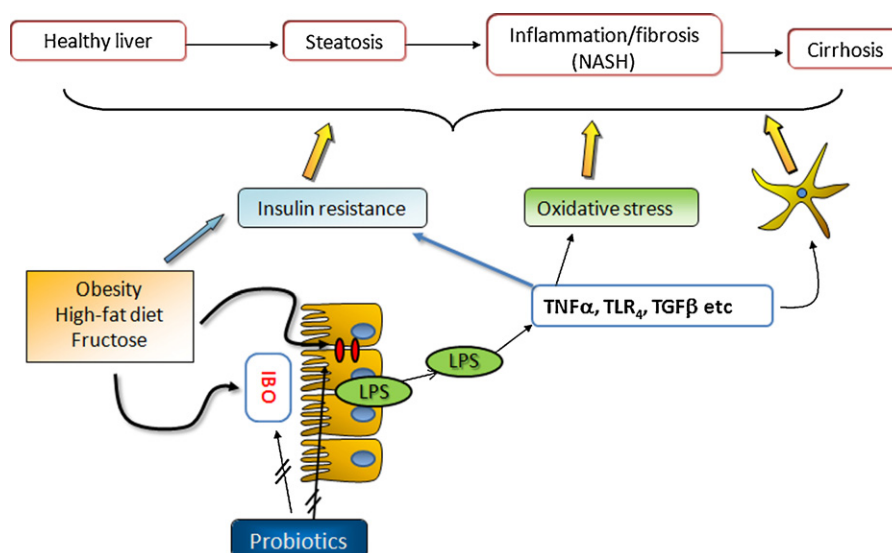 Healthy liver
Steatosis
Inflammation/fibrosis
(NASH)
Cirrhosis
Insulin resistance
Oxidative stress
Obesity
High-fat diet
Fructose
TNFα, TLR₄, TGFβ etc
LPS
LPS
IBO
Probiotics